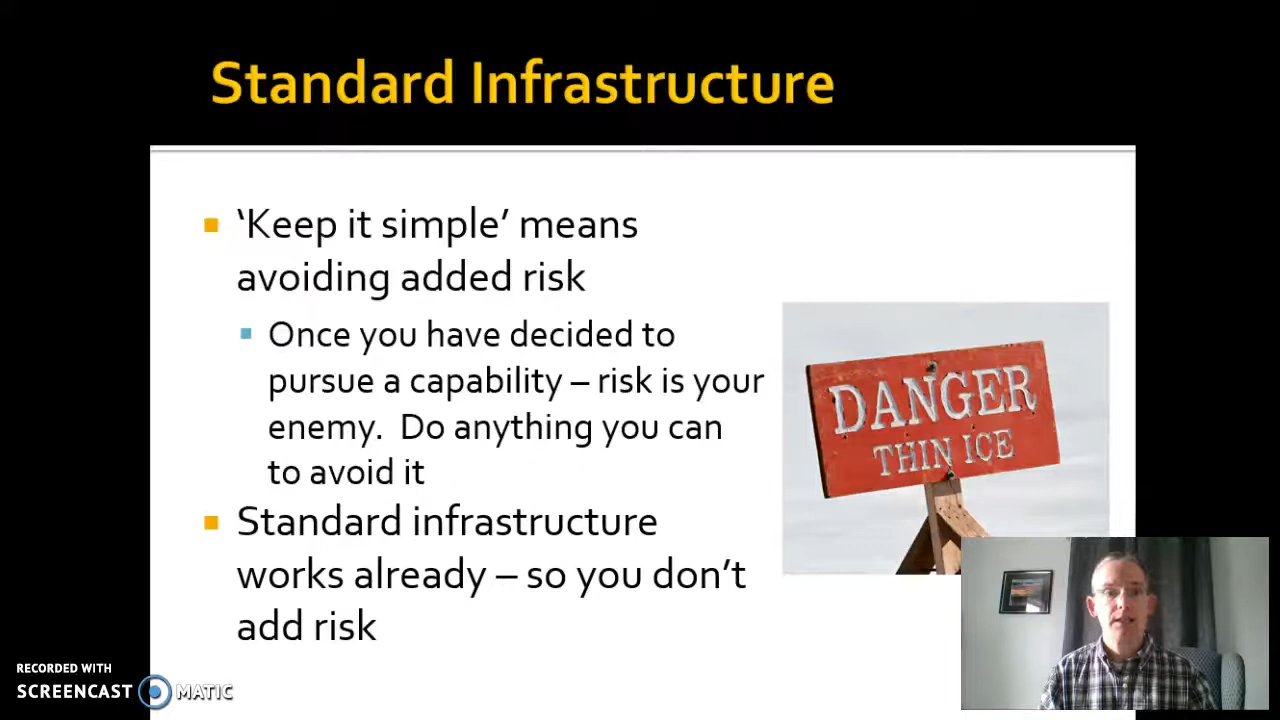 Standard Infrastructure
‘Keep it simple’ means
avoiding added risk
Once you have decided to
pursue a capability – risk is your
enemy.  Do anything you can
to avoid it
Standard infrastructure
works already – so you don’t
add risk
DANGER
THIN ICE
RECORDED WITH
SCREENCAST MATIC